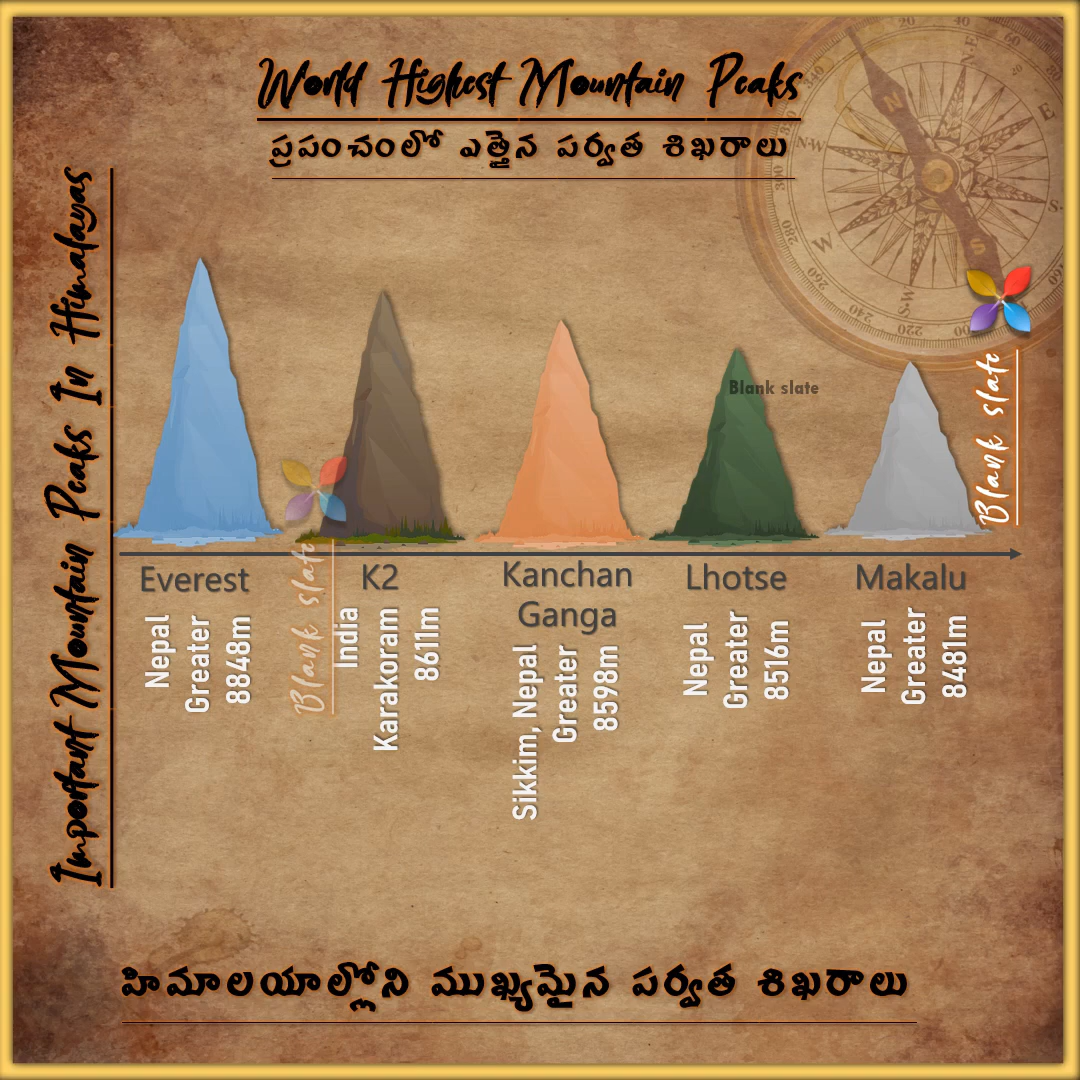 World Highest Mountain Peaks
ప్రపంచంలో ఎత్తైన పర్వత శిఖరాలు
Important Mountain Peaks In Himalayas
Blank slate
Blank slate
Blank slate
Everest
Nepal
Greater
8848m
K2
India
Karakoram
8611m
Kanchan
Ganga
Sikkim, Nepal
Greater
8598m
Lhotse
Nepal
Greater
8516m
Makalu
Nepal
Greater
8481m
హిమాలయాల్లోని ముఖ్యమైన పర్వత శిఖరాలు